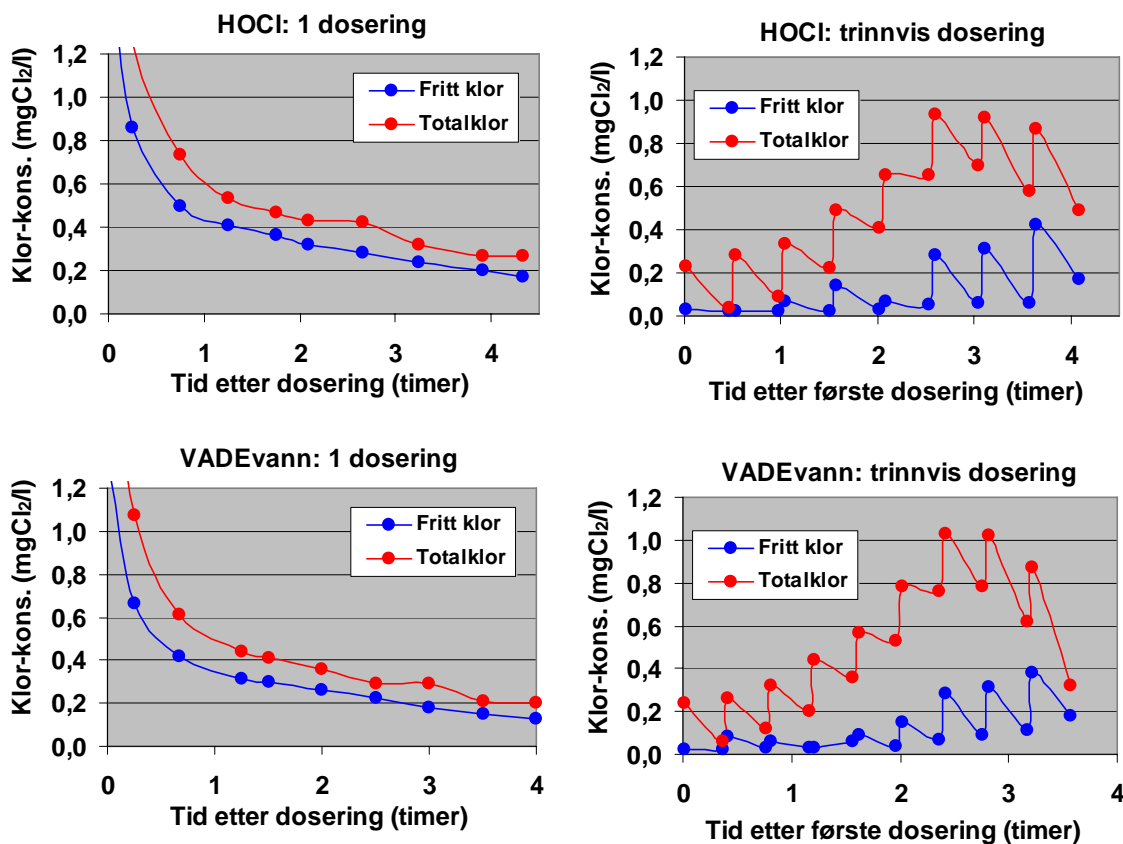 HOCl: 1 dosering
Klor-kons. (mgCl2/l)
1,2
1,0
0,8
0,6
0,4
0,2
0,0
Fritt klor
Totalklor
0 1 2 3 4
Tid etter dosering (timer)
HOCl: trinnvis dosering
Klor-kons. (mgCl2/l)
1,2
1,0
0,8
0,6
0,4
0,2
0,0
Fritt klor
Totalklor
0 1 2 3 4
Tid etter første dosering (timer)
VADEvann: 1 dosering
Klor-kons. (mgCl2/l)
1,2
1,0
0,8
0,6
0,4
0,2
0,0
Fritt klor
Totalklor
0 1 2 3 4
Tid etter dosering (timer)
VADEvann: trinnvis dosering
Klor-kons. (mgCl2/l)
1,2
1,0
0,8
0,6
0,4
0,2
0,0
Fritt klor
Totalklor
0 1 2 3 4
Tid etter første dosering (timer)